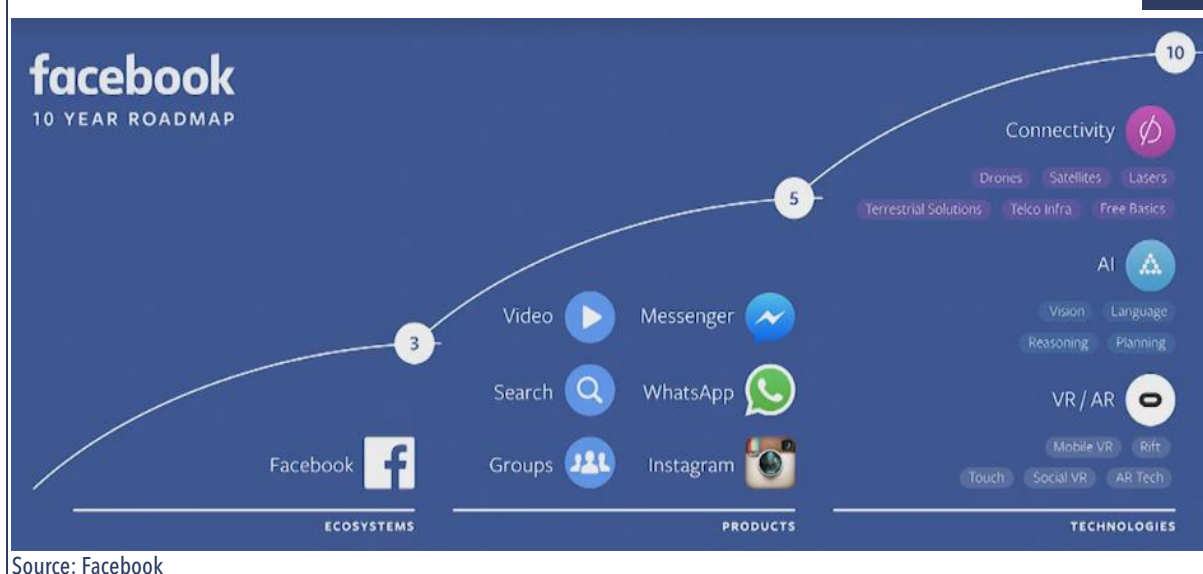 facebook
10 YEAR ROADMAP
3
Facebook
ECOSYSTEMS
5
Video
Messenger
Search
WhatsApp
Groups
Instagram
PRODUCTS
10
Connectivity
Drones Satellites Lasers
Terrestrial Solutions Telco Infra Free Basics
AI
Vision Language
Reasoning Planning
VR / AR
Mobile VR Rift
Touch Social VR AR Tech
TECHNOLOGIES
Source: Facebook